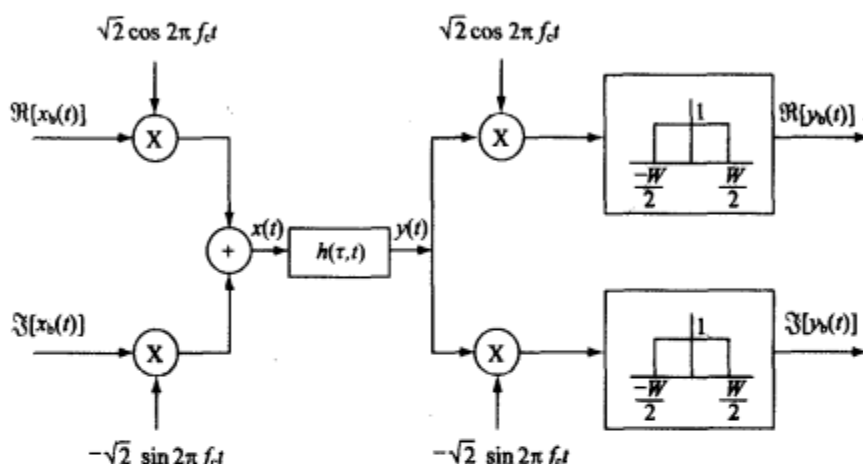 √2 cos 2π f_c t
√2 cos 2π f_c t
ℜ[x_b(t)]
X
X
1
-W/2
W/2
ℜ[y_b(t)]
+
x(t)
h(τ,t)
y(t)
ℑ[x_b(t)]
X
X
1
-W/2
W/2
ℑ[y_b(t)]
-√2 sin 2π f_c t
-√2 sin 2π f_c t